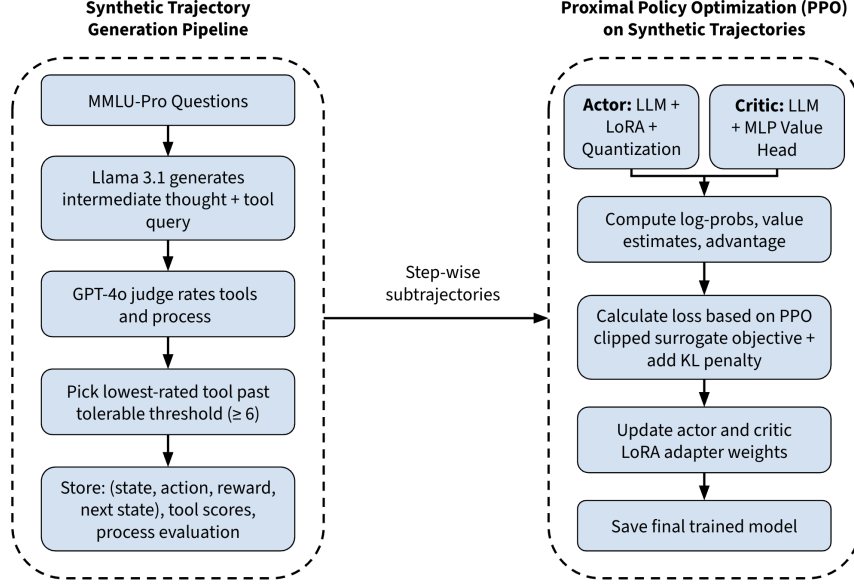 Synthetic Trajectory
Generation Pipeline
MMLU-Pro Questions
Llama 3.1 generates
intermediate thought + tool
query
GPT-4o judge rates tools
and process
Pick lowest-rated tool past
tolerable threshold (≥ 6)
Store: (state, action, reward,
next state), tool scores,
process evaluation
Step-wise
subtrajectories
Proximal Policy Optimization (PPO)
on Synthetic Trajectories
Actor: LLM +
LoRA +
Quantization
Critic: LLM
+ MLP Value
Head
Compute log-probs, value
estimates, advantage
Calculate loss based on PPO
clipped surrogate objective +
add KL penalty
Update actor and critic
LoRA adapter weights
Save final trained model